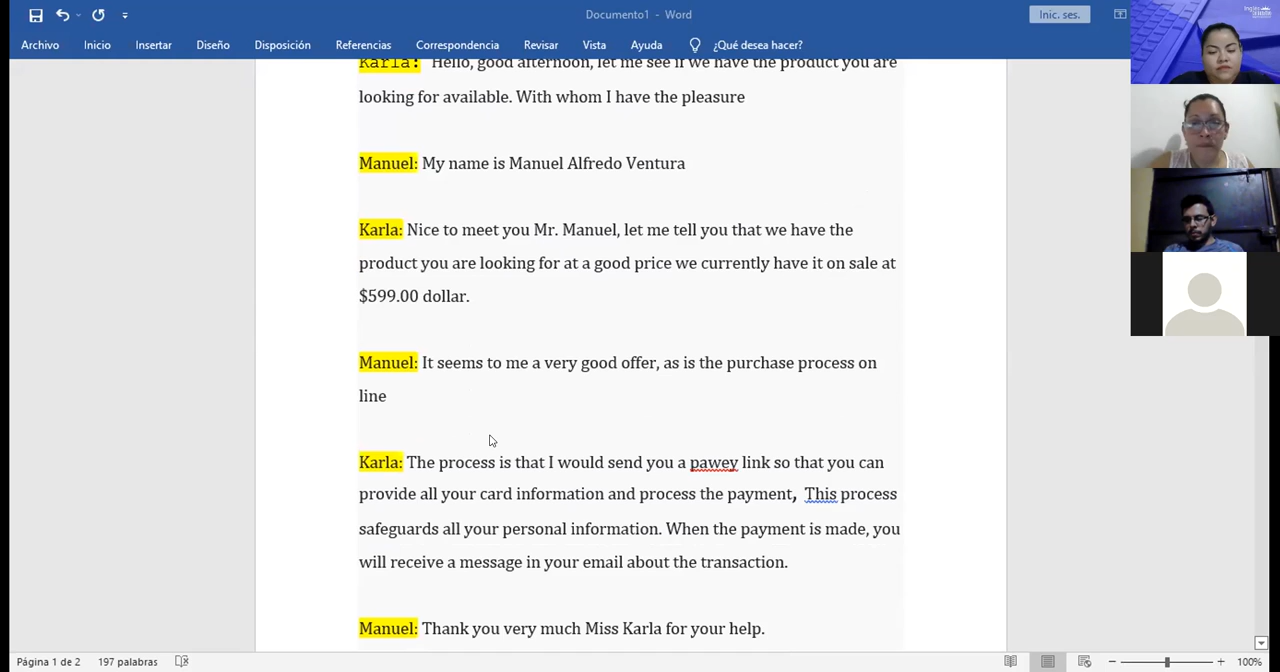 Documento1 - Word
Inic. ses.
Archivo Inicio Insertar Diseño Disposición Referencias Correspondencia Revisar Vista Ayuda ¿Qué desea hacer?
Karla: Hello, good afternoon, let me see if we have the product you are
looking for available. With whom I have the pleasure
Manuel: My name is Manuel Alfredo Ventura
Karla: Nice to meet you Mr. Manuel, let me tell you that we have the
product you are looking for at a good price we currently have it on sale at
$599.00 dollar.
Manuel: It seems to me a very good offer, as is the purchase process on
line
Karla: The process is that I would send you a pawey link so that you can
provide all your card information and process the payment, This process
safeguards all your personal information. When the payment is made, you
will receive a message in your email about the transaction.
Manuel: Thank you very much Miss Karla for your help.
Página 1 de 2 197 palabras 100%